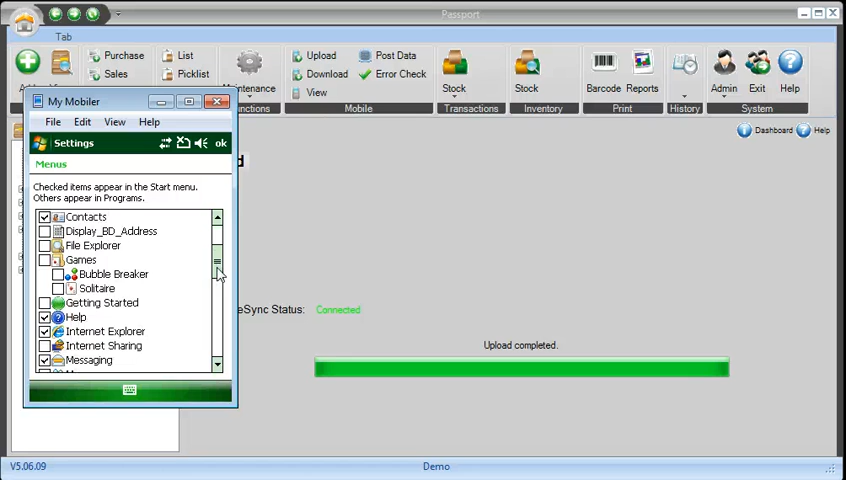 Passport
Tab
Purchase
List
Upload
Post Data
Sales
Picklist
Download
Error Check
View
Stock
Stock
Barcode
Reports
Admin
Exit
Help
Mobile
Transactions
Inventory
Print
History
System
My Mobiler
File Edit View Help
Settings
ok
Menus
Checked items appear in the Start menu.
Others appear in Programs.
Contacts
Display_BD_Address
File Explorer
Games
Bubble Breaker
Solitaire
Getting Started
Help
Internet Explorer
Internet Sharing
Messaging
Dashboard
Help
eSync Status: Connected
Upload completed.
V5.06.09
Demo